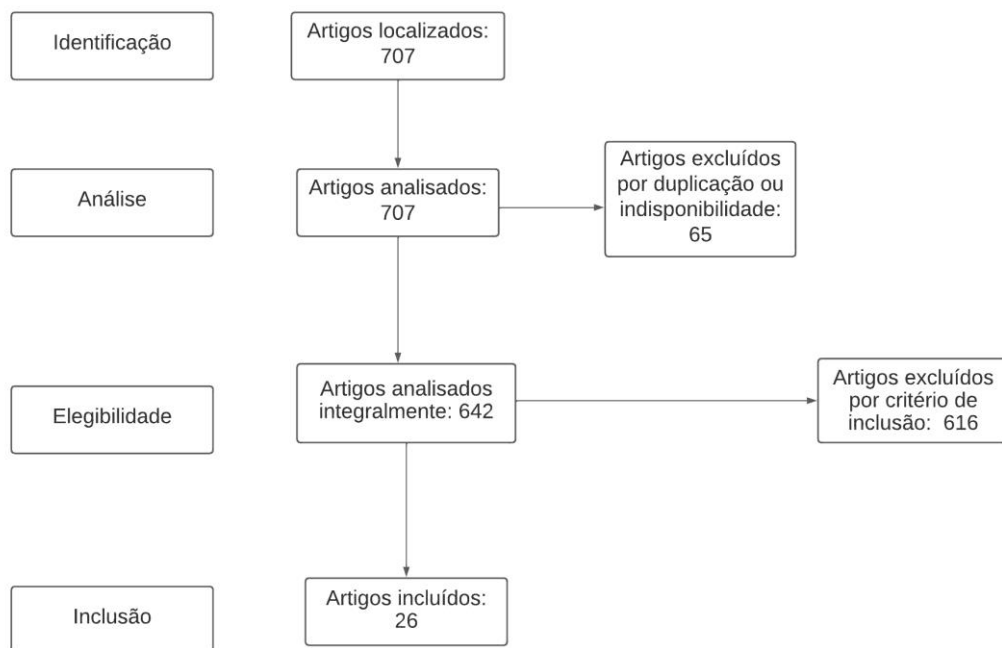 Identificação
Artigos localizados:
707
Análise
Artigos analisados:
707
Artigos excluídos
por duplicação ou
indisponibilidade:
65
Elegibilidade
Artigos analisados
integralmente: 642
Artigos excluídos
por critério de
inclusão: 616
Inclusão
Artigos incluídos:
26